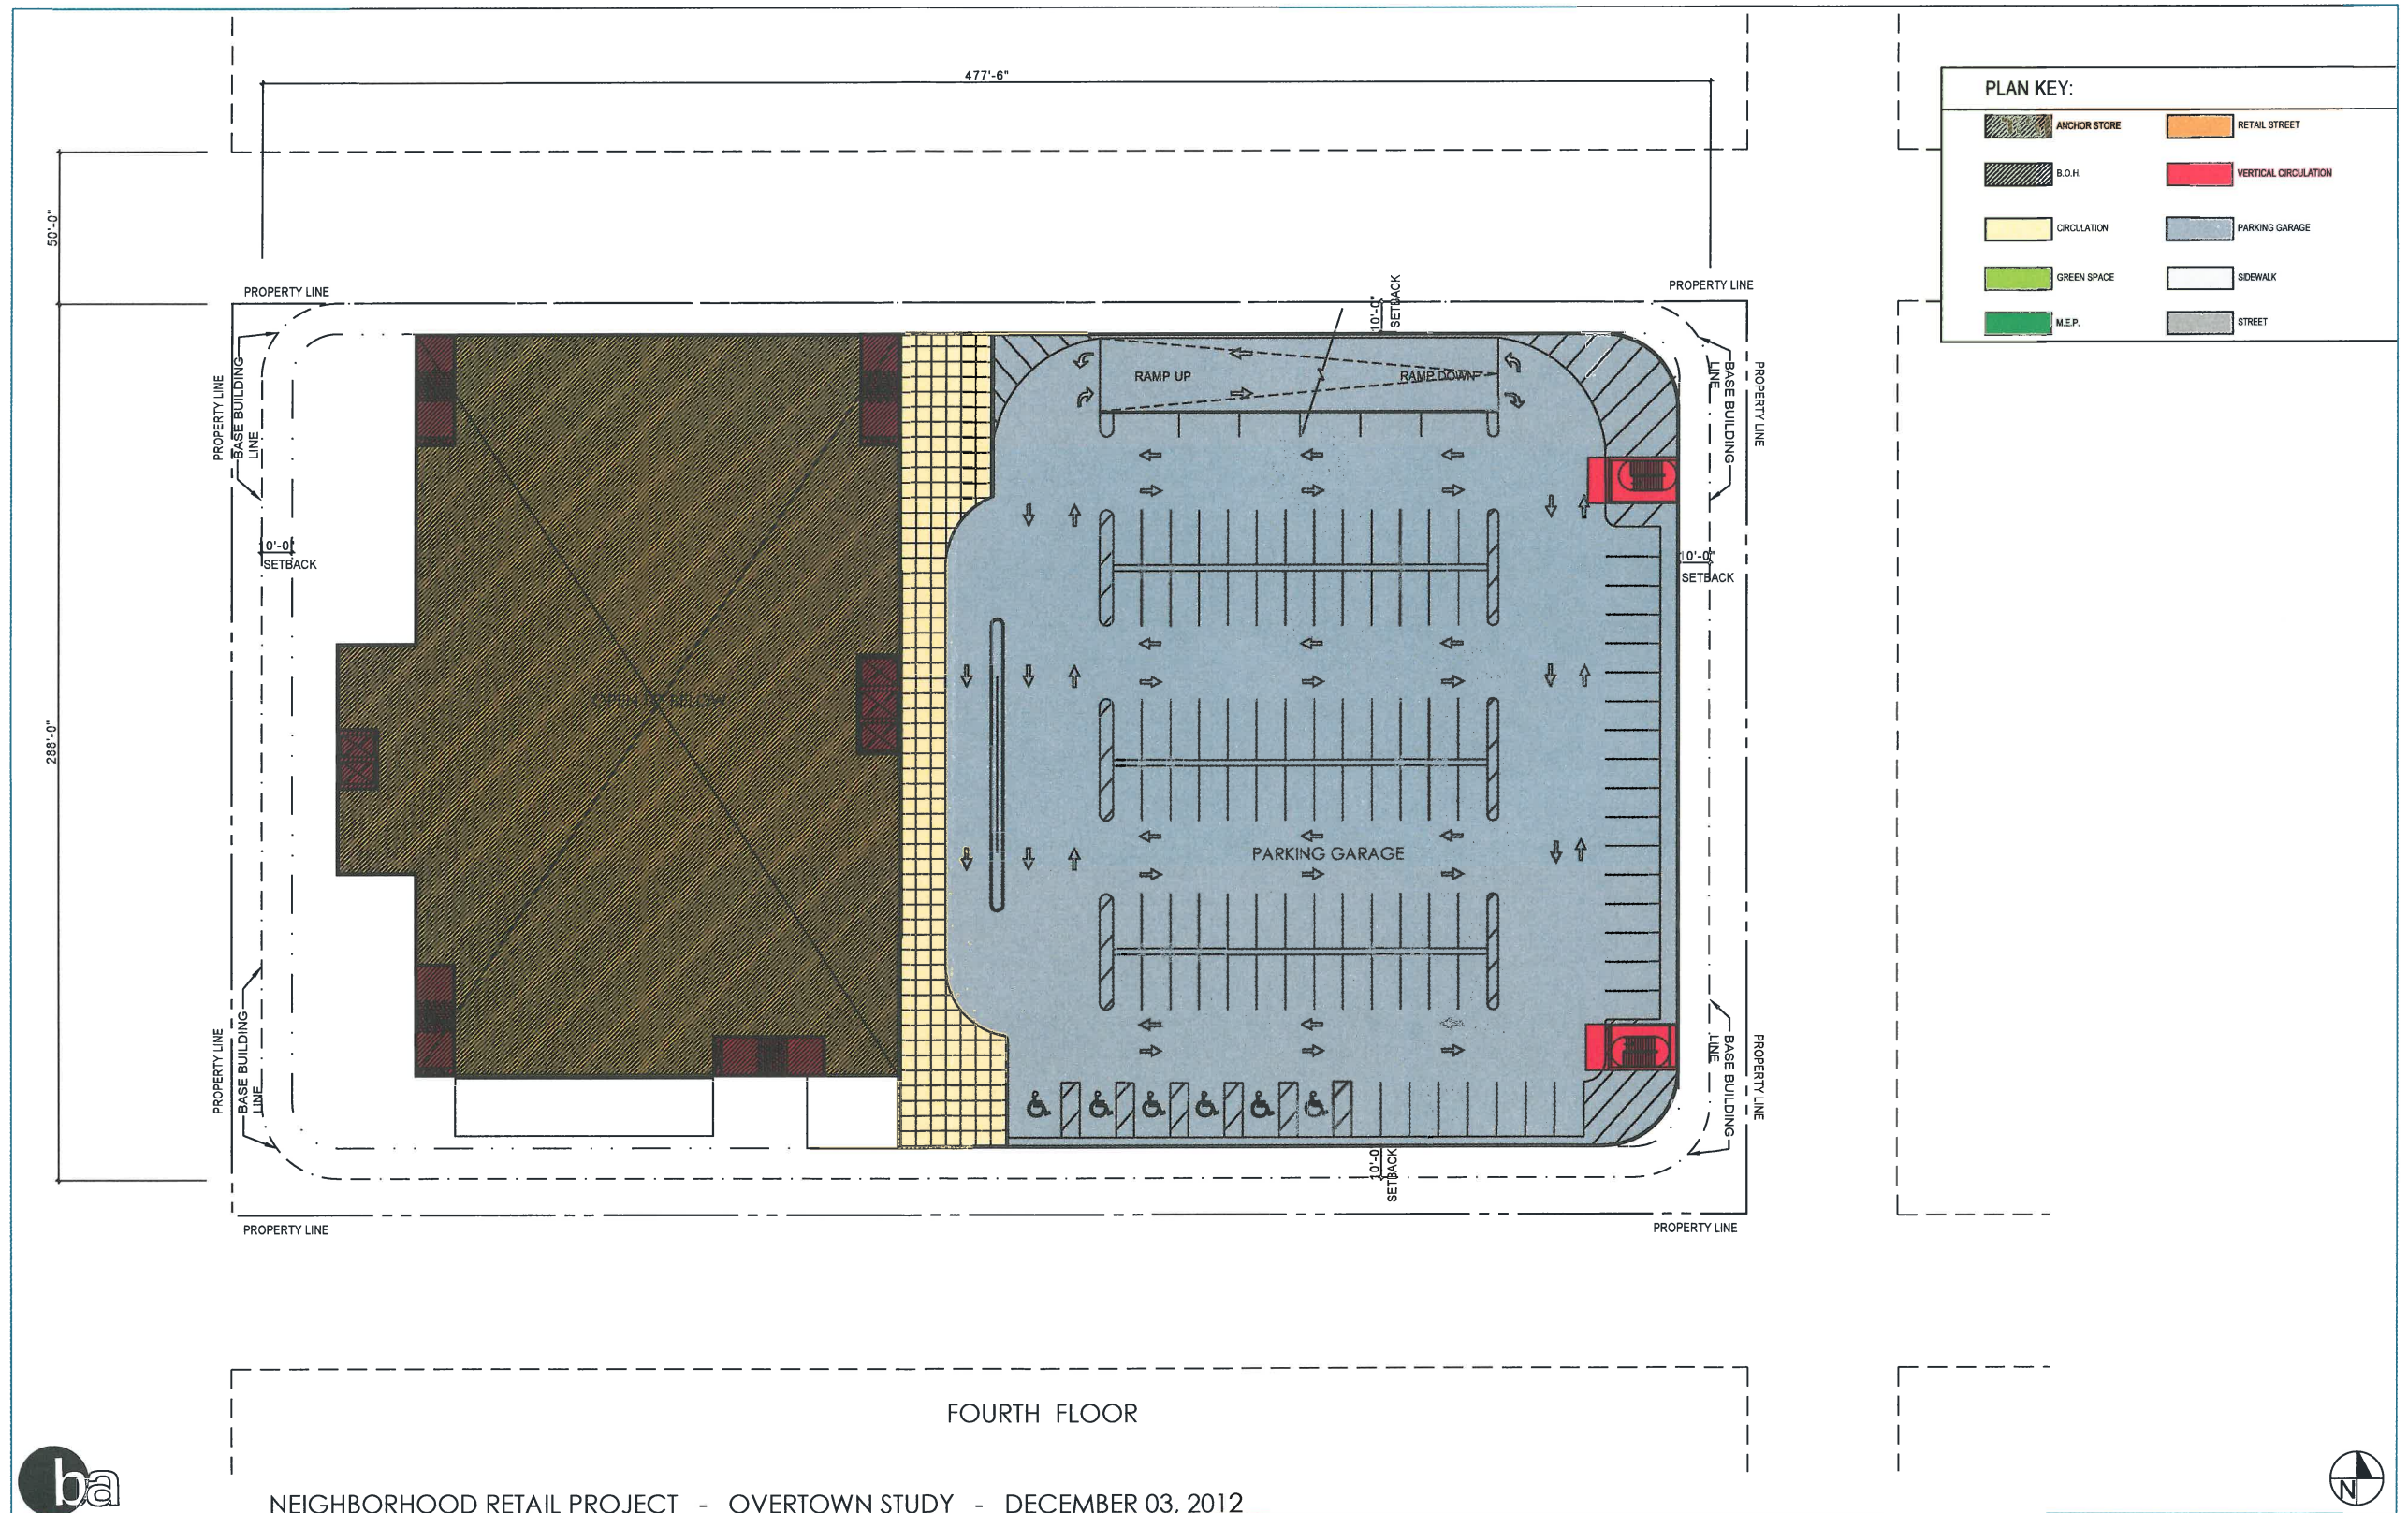 477'-6"
PLAN KEY:
ANCHOR STORE
RETAIL STREET
B.O.H.
VERTICAL CIRCULATION
CIRCULATION
PARKING GARAGE
GREEN SPACE
SIDEWALK
M.E.P.
STREET
50'-0"
PROPERTY LINE
10'-0"
SETBACK
PROPERTY LINE
PROPERTY LINE
BASE BUILDING
LINE
RAMP UP
RAMP DOWN
BASE BUILDING
LINE
PROPERTY LINE
0'-0"
SETBACK
10'-0"
SETBACK
288'-0"
OPEN TO BELOW
PARKING GARAGE
PROPERTY LINE
BASE BUILDING
LINE
BASE BUILDING
LINE
PROPERTY LINE
10'-0
SETBACK
PROPERTY LINE
PROPERTY LINE
FOURTH FLOOR
ba
NEIGHBORHOOD RETAIL PROJECT - OVERTOWN STUDY - DECEMBER 03, 2012
N